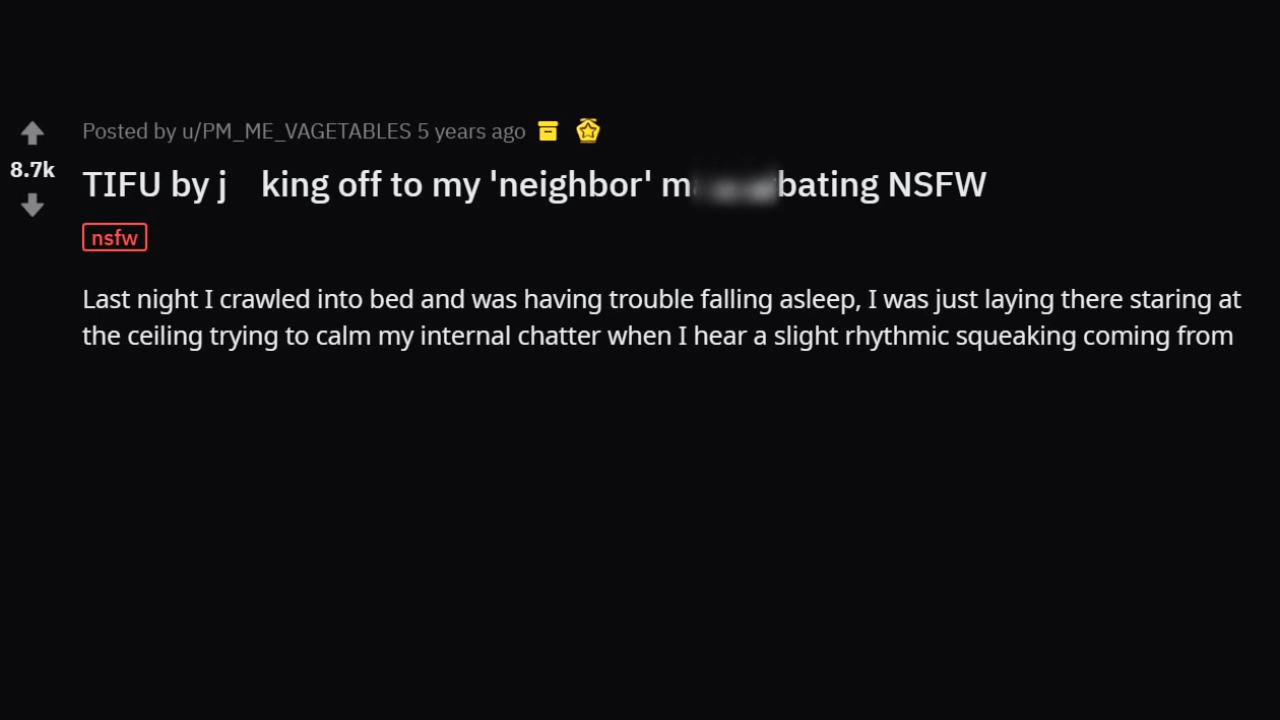 Posted by u/PM_ME_VAGETABLES 5 years ago
8.7k
TIFU by j king off to my 'neighbor' m bating NSFW
nsfw
Last night I crawled into bed and was having trouble falling asleep, I was just laying there staring at
the ceiling trying to calm my internal chatter when I hear a slight rhythmic squeaking coming from